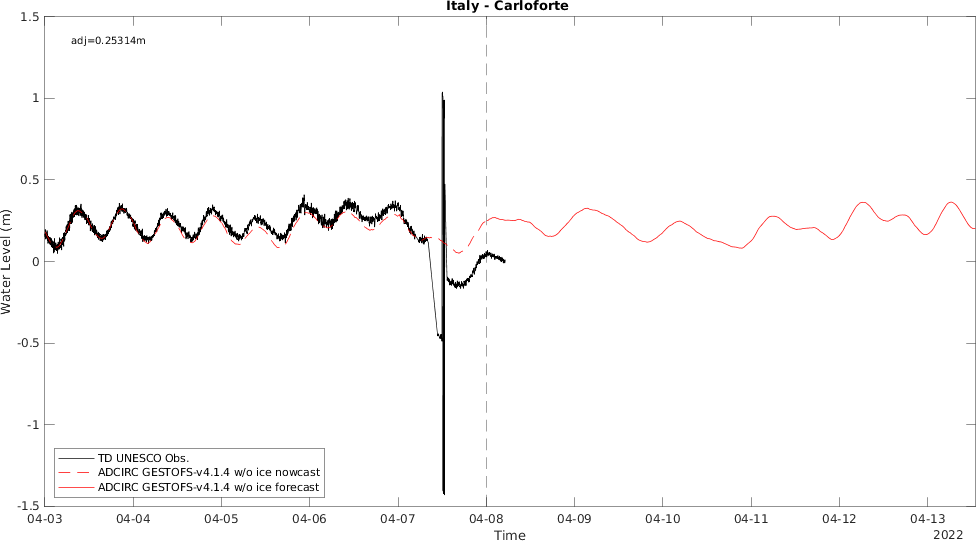 Italy - Carloforte
1.5
1
0.5
0
-0.5
-1
-1.5
adj=0.25314m
Water Level (m)
TD UNESCO Obs.
ADCIRC GESTOFS-v4.1.4 w/o ice nowcast
ADCIRC GESTOFS-v4.1.4 w/o ice forecast
04-03 04-04 04-05 04-06 04-07 04-08 04-09 04-10 04-11 04-12 04-13
Time
2022